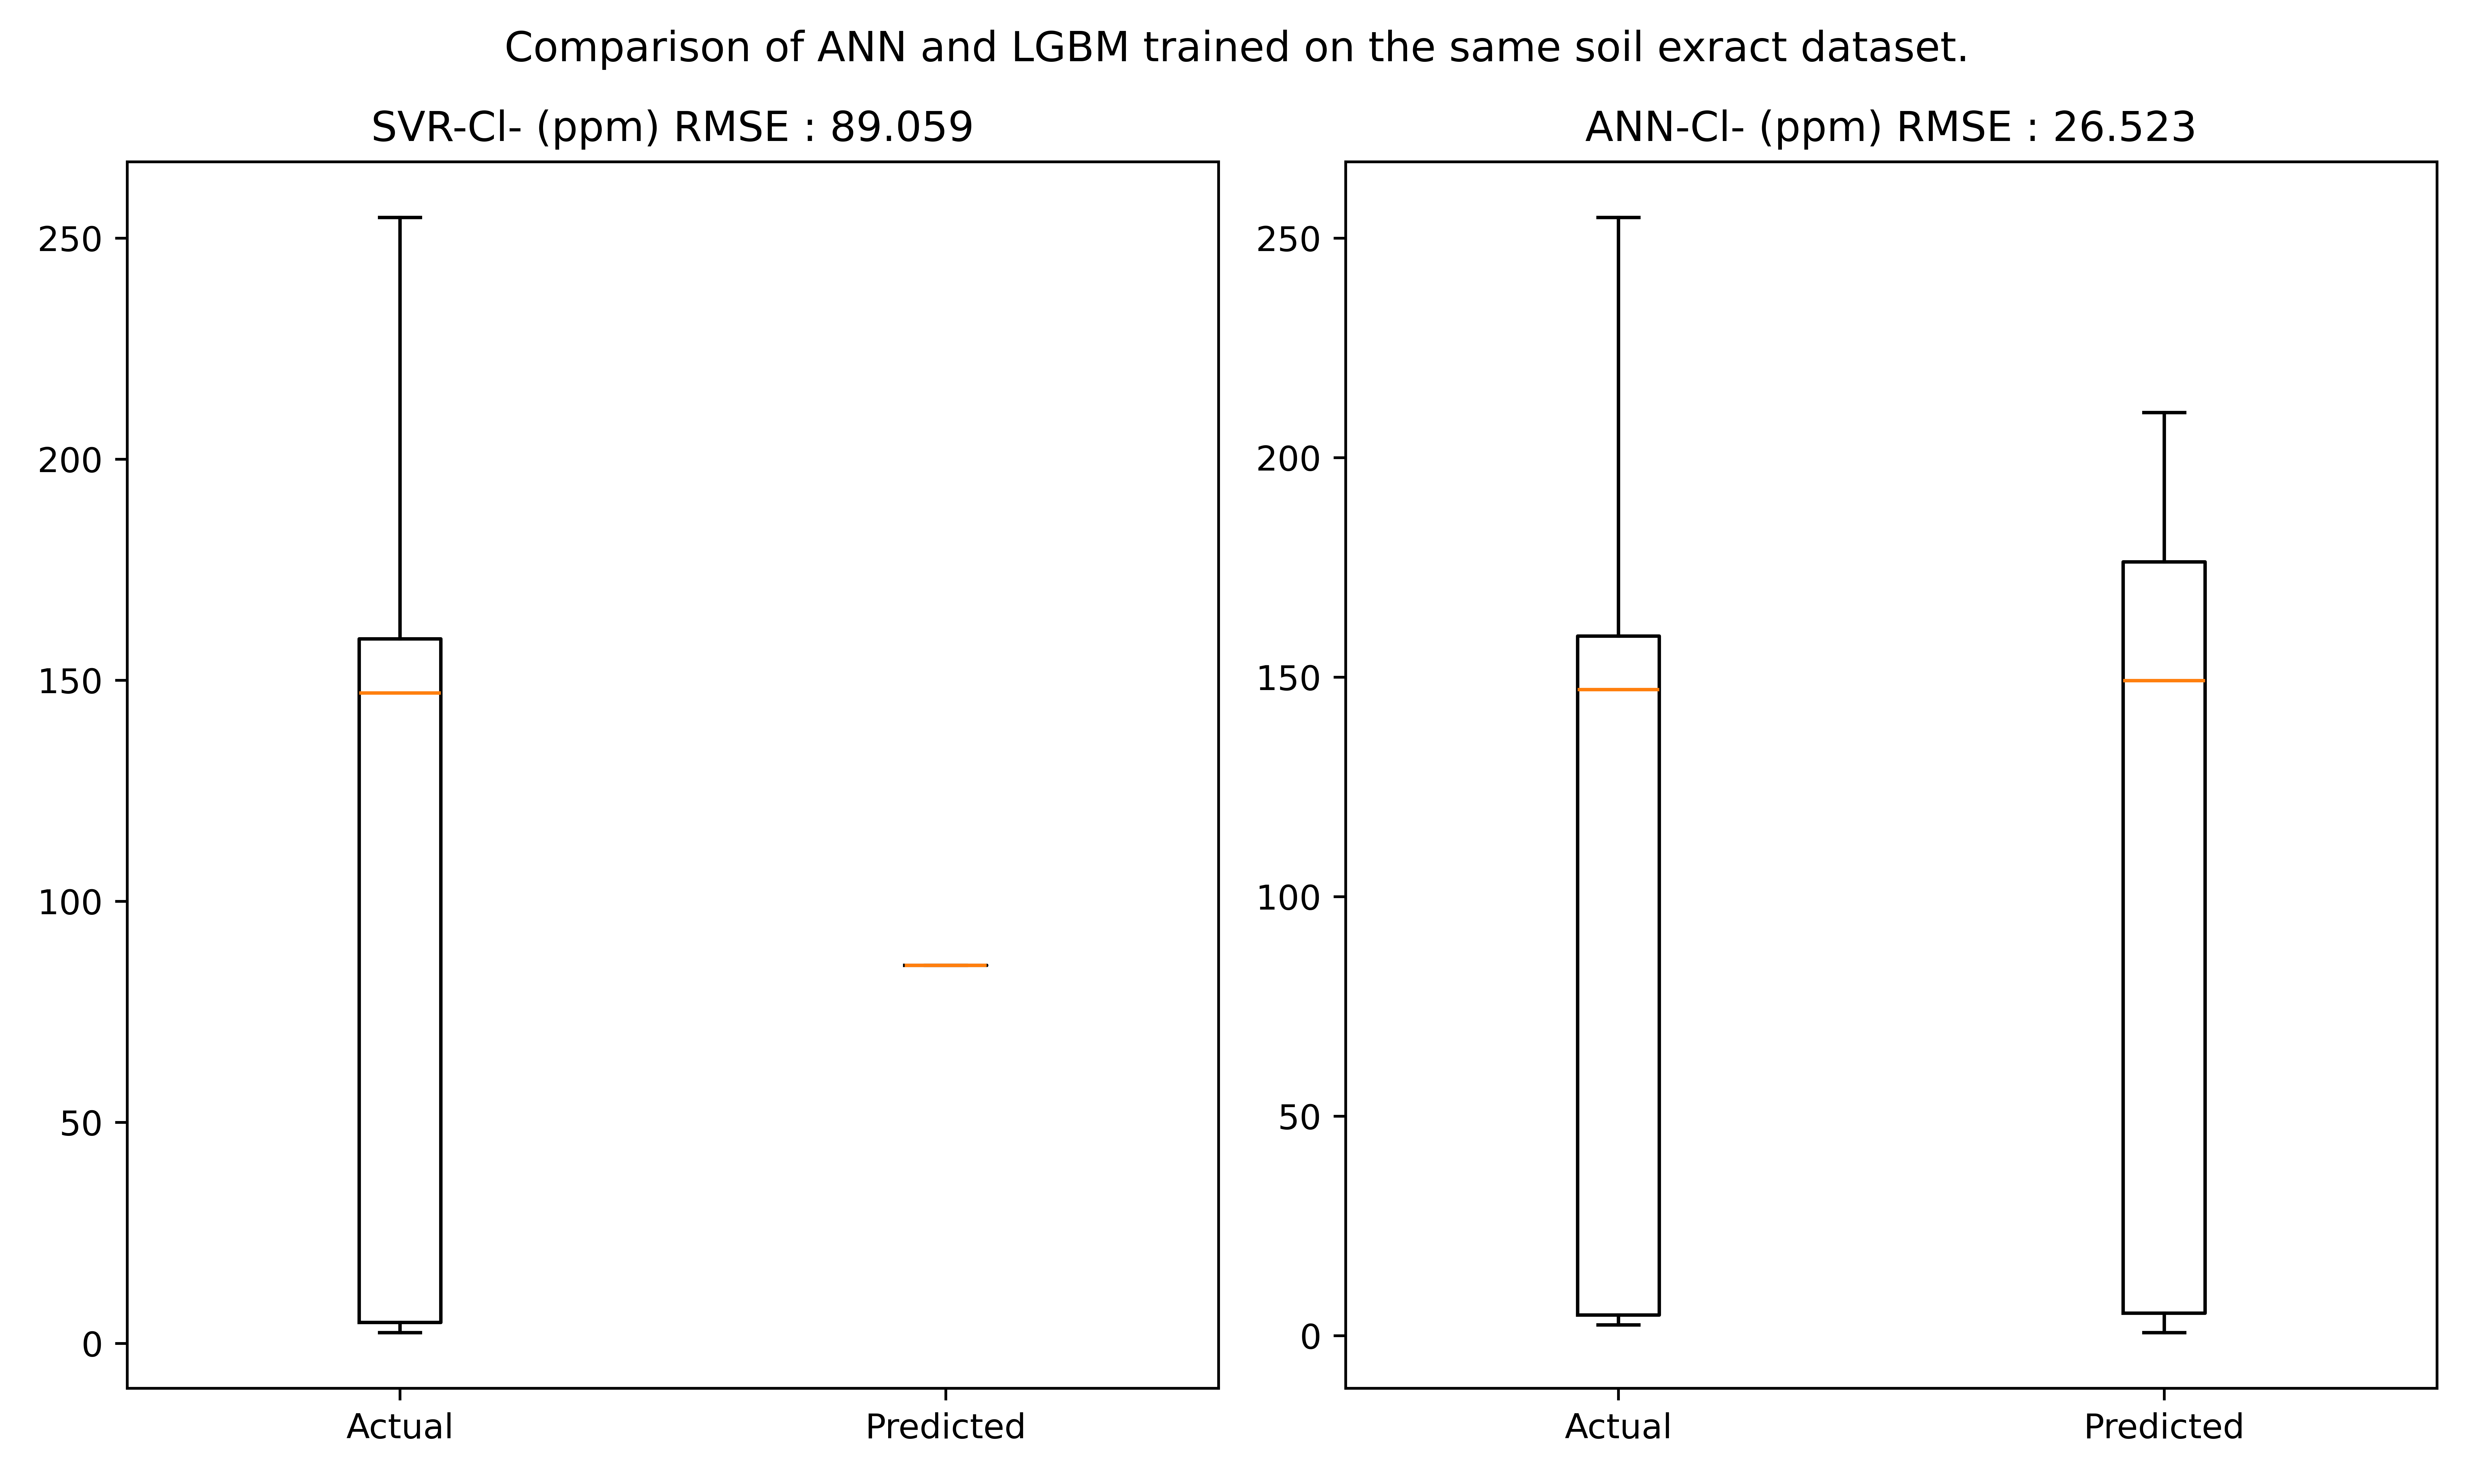 Comparison of ANN and LGBM trained on the same soil exract dataset.
SVR-Cl- (ppm) RMSE : 89.059
250
200
150
100
50
0
Actual Predicted
ANN-Cl- (ppm) RMSE : 26.523
250
200
150
100
50
0
Actual Predicted